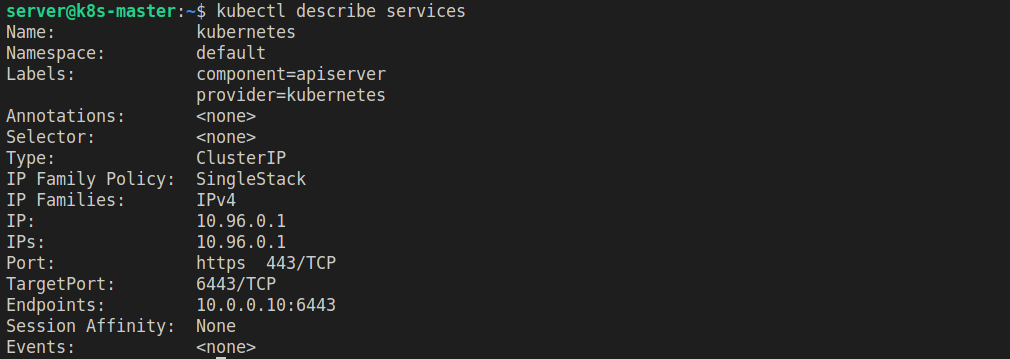 server@k8s-master:~$ kubectl describe services
Name:              kubernetes
Namespace:         default
Labels:            component=apiserver
                   provider=kubernetes
Annotations:       <none>
Selector:          <none>
Type:              ClusterIP
IP Family Policy:  SingleStack
IP Families:       IPv4
IP:                10.96.0.1
IPs:               10.96.0.1
Port:              https  443/TCP
TargetPort:        6443/TCP
Endpoints:         10.0.0.10:6443
Session Affinity:  None
Events:            <none>